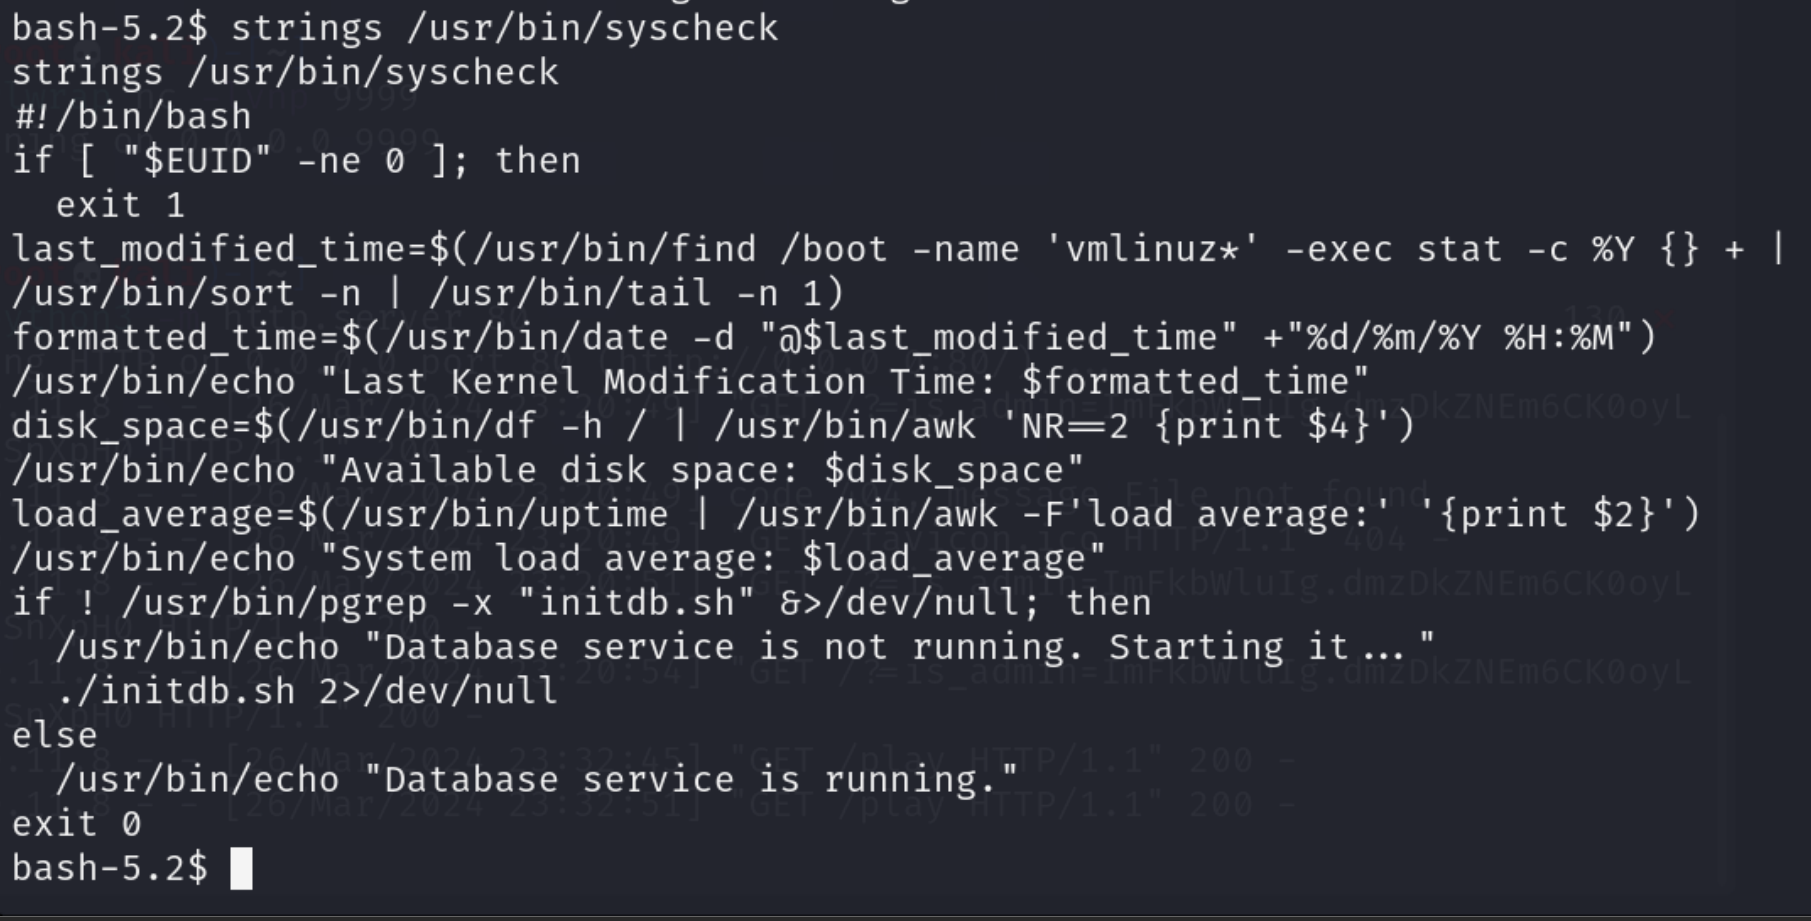 bash-5.2$ strings /usr/bin/syscheck
strings /usr/bin/syscheck
#!/bin/bash
if [ "$EUID" -ne 0 ]; then
  exit 1
last_modified_time=$(/usr/bin/find /boot -name 'vmlinuz*' -exec stat -c %Y {} + |
/usr/bin/sort -n | /usr/bin/tail -n 1)
formatted_time=$(/usr/bin/date -d "@$last_modified_time" +"%d/%m/%Y %H:%M")
/usr/bin/echo "Last Kernel Modification Time: $formatted_time"
disk_space=$(/usr/bin/df -h / | /usr/bin/awk 'NR==2 {print $4}')
/usr/bin/echo "Available disk space: $disk_space"
load_average=$(/usr/bin/uptime | /usr/bin/awk -F'load average:' '{print $2}')
/usr/bin/echo "System load average: $load_average"
if ! /usr/bin/pgrep -x "initdb.sh" &>/dev/null; then
  /usr/bin/echo "Database service is not running. Starting it..."
  ./initdb.sh 2>/dev/null
else
  /usr/bin/echo "Database service is running."
exit 0
bash-5.2$